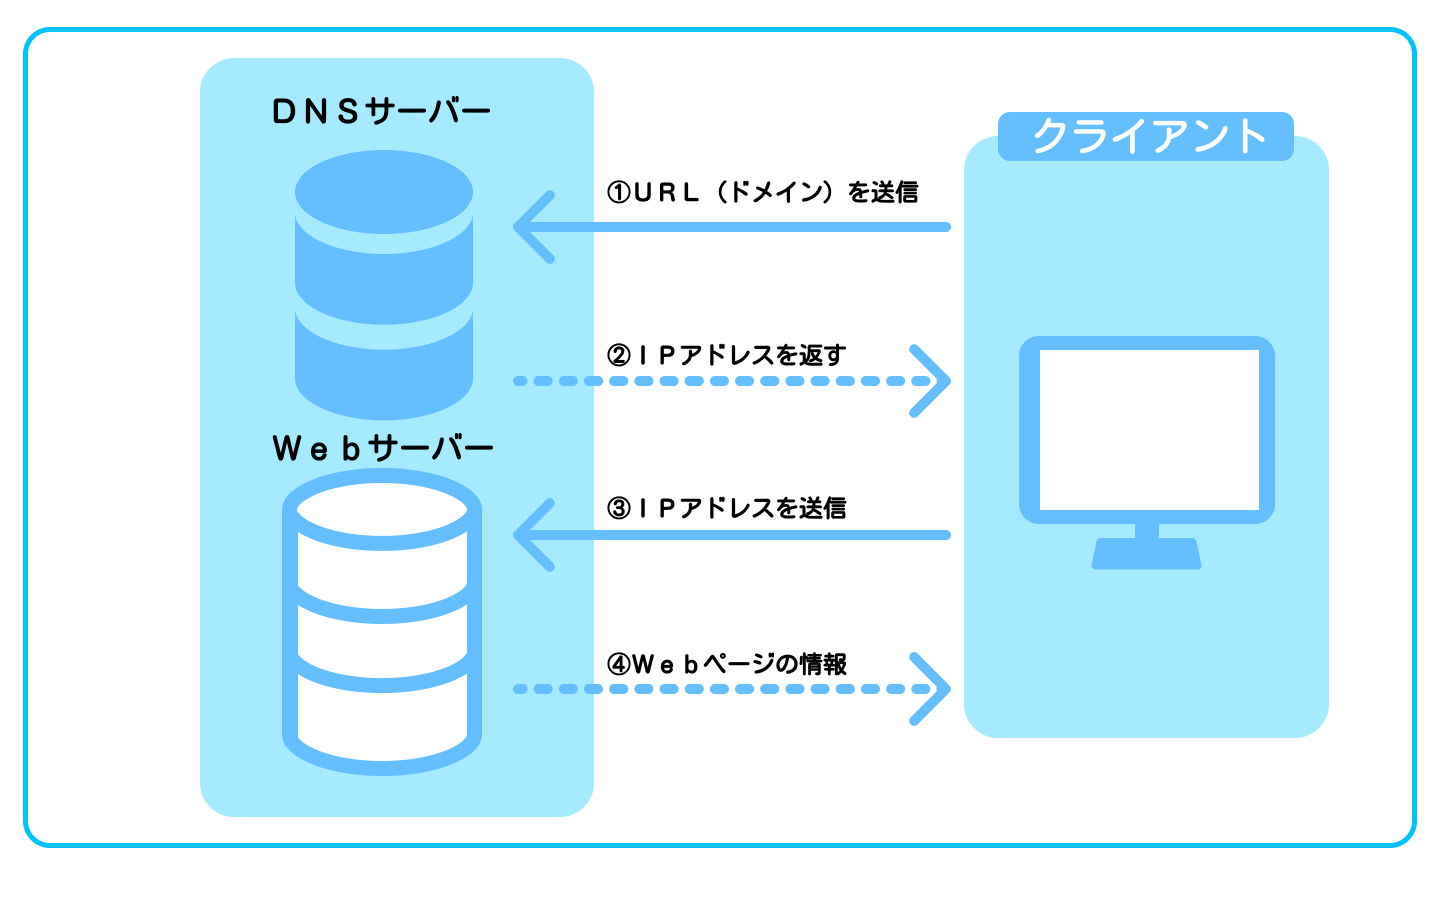 DNSサーバー
クライアント
①URL（ドメイン）を送信
②IPアドレスを返す
Webサーバー
③IPアドレスを送信
④Webページの情報